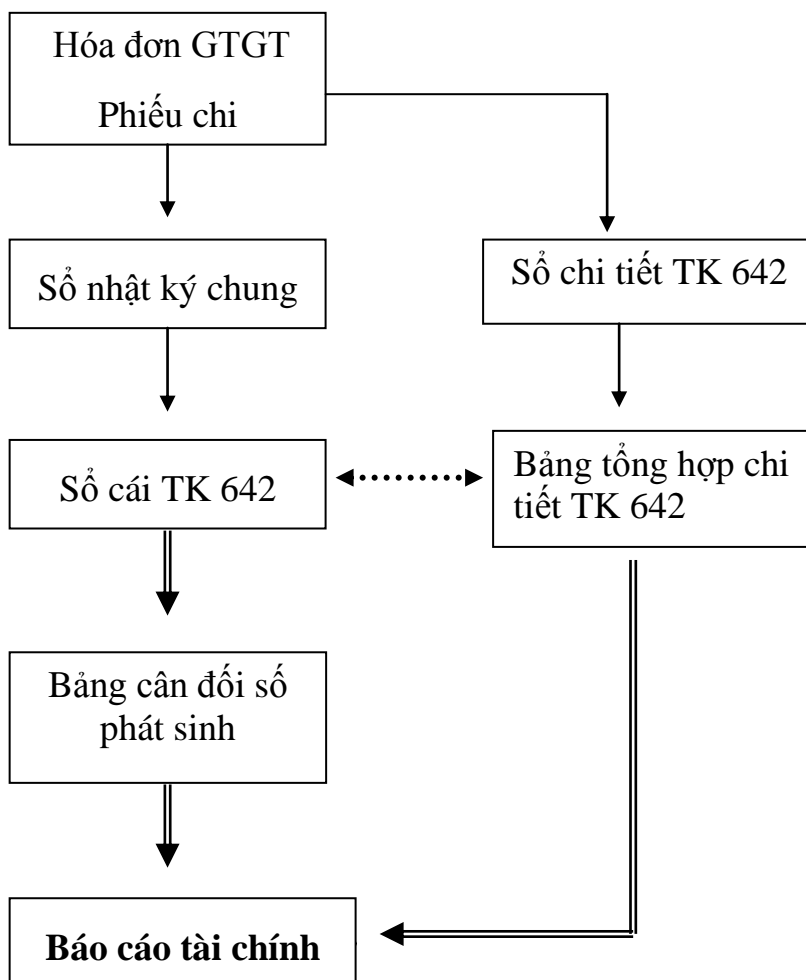 Hóa đơn GTGT
Phiếu chi
Sổ nhật ký chung
Sổ chi tiết TK 642
Sổ cái TK 642
Bảng tổng hợp chi
tiết TK 642
Bảng cân đối số
phát sinh
Báo cáo tài chính